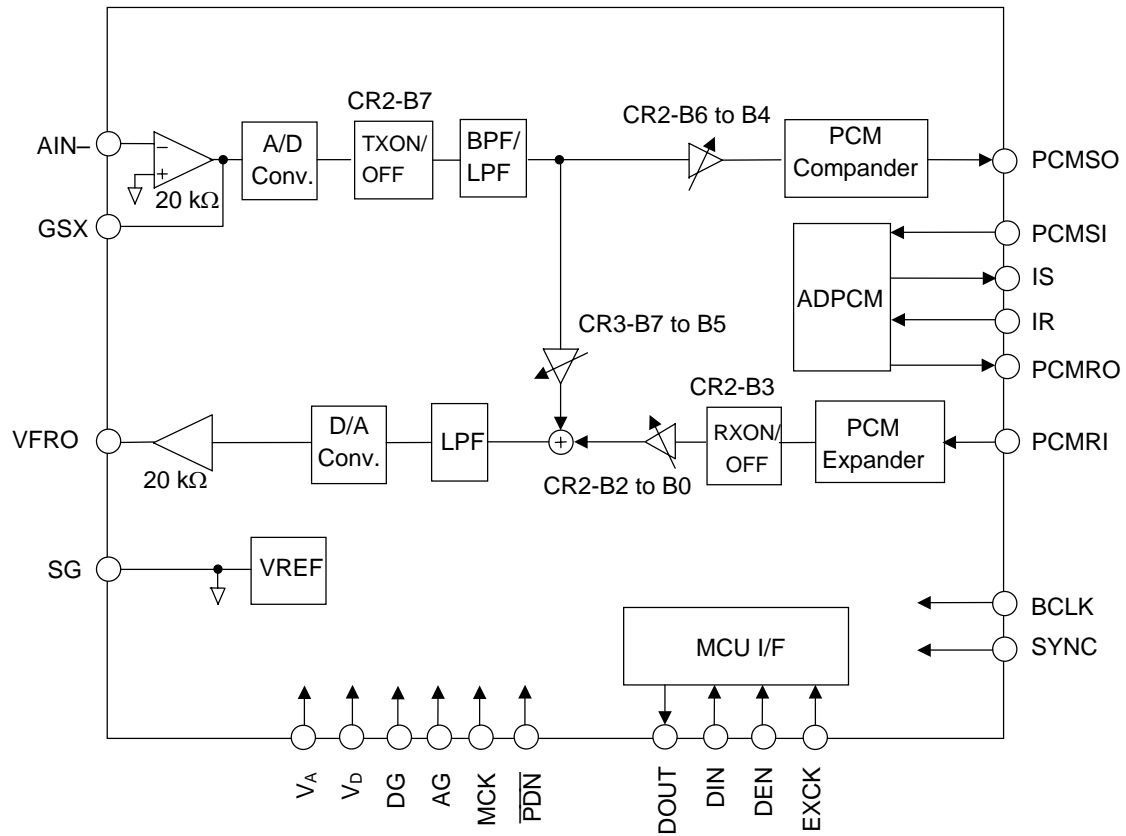 CR2-B7
CR2-B6 to B4
AIN–
–
+
20 kΩ
A/D
Conv.
TXON/
OFF
BPF/
LPF
PCM
Compander
PCMSO
GSX
PCMSI
ADPCM
IS
IR
PCMRO
CR3-B7 to B5
CR2-B3
VFRO
20 kΩ
D/A
Conv.
LPF
+
RXON/
OFF
PCM
Expander
PCMRI
CR2-B2 to B0
SG
VREF
BCLK
SYNC
MCU I/F
VA
VD
DG
AG
MCK
PDN
DOUT
DIN
DEN
EXCK